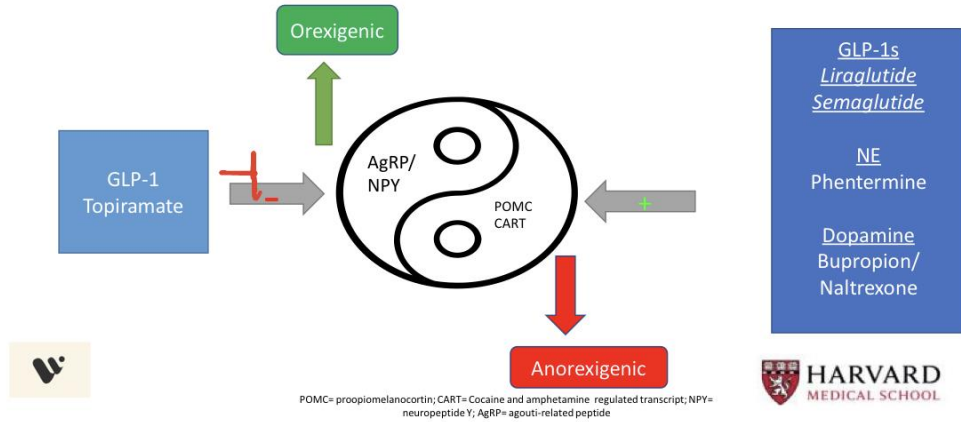 Orexigenic
GLP-1
Topiramate
-
AgRP/
NPY
POMC
CART
+
GLP-1s
Liraglutide
Semaglutide
NE
Phentermine
Dopamine
Bupropion/
Naltrexone
Anorexigenic
HARVARD
MEDICAL SCHOOL
POMC= proopiomelanocortin; CART= Cocaine and amphetamine regulated transcript; NPY=
neuropeptide Y; AgRP= agouti-related peptide